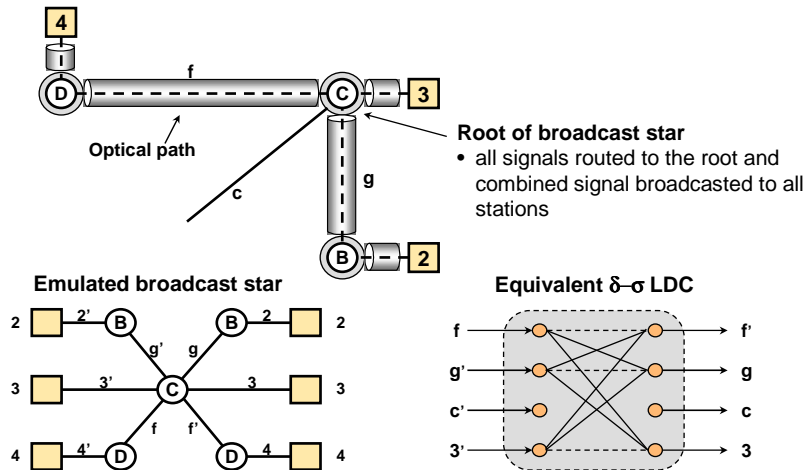 4
f
D
C
3
Optical path
Root of broadcast star
• all signals routed to the root and
combined signal broadcasted to all
stations
c
g
B
2
Emulated broadcast star
2 2' B B 2 2
g' g
3 3' C 3 3
f f'
4 4' D D 4 4
Equivalent δ–σ LDC
f f'
g' g
c' c
3' 3